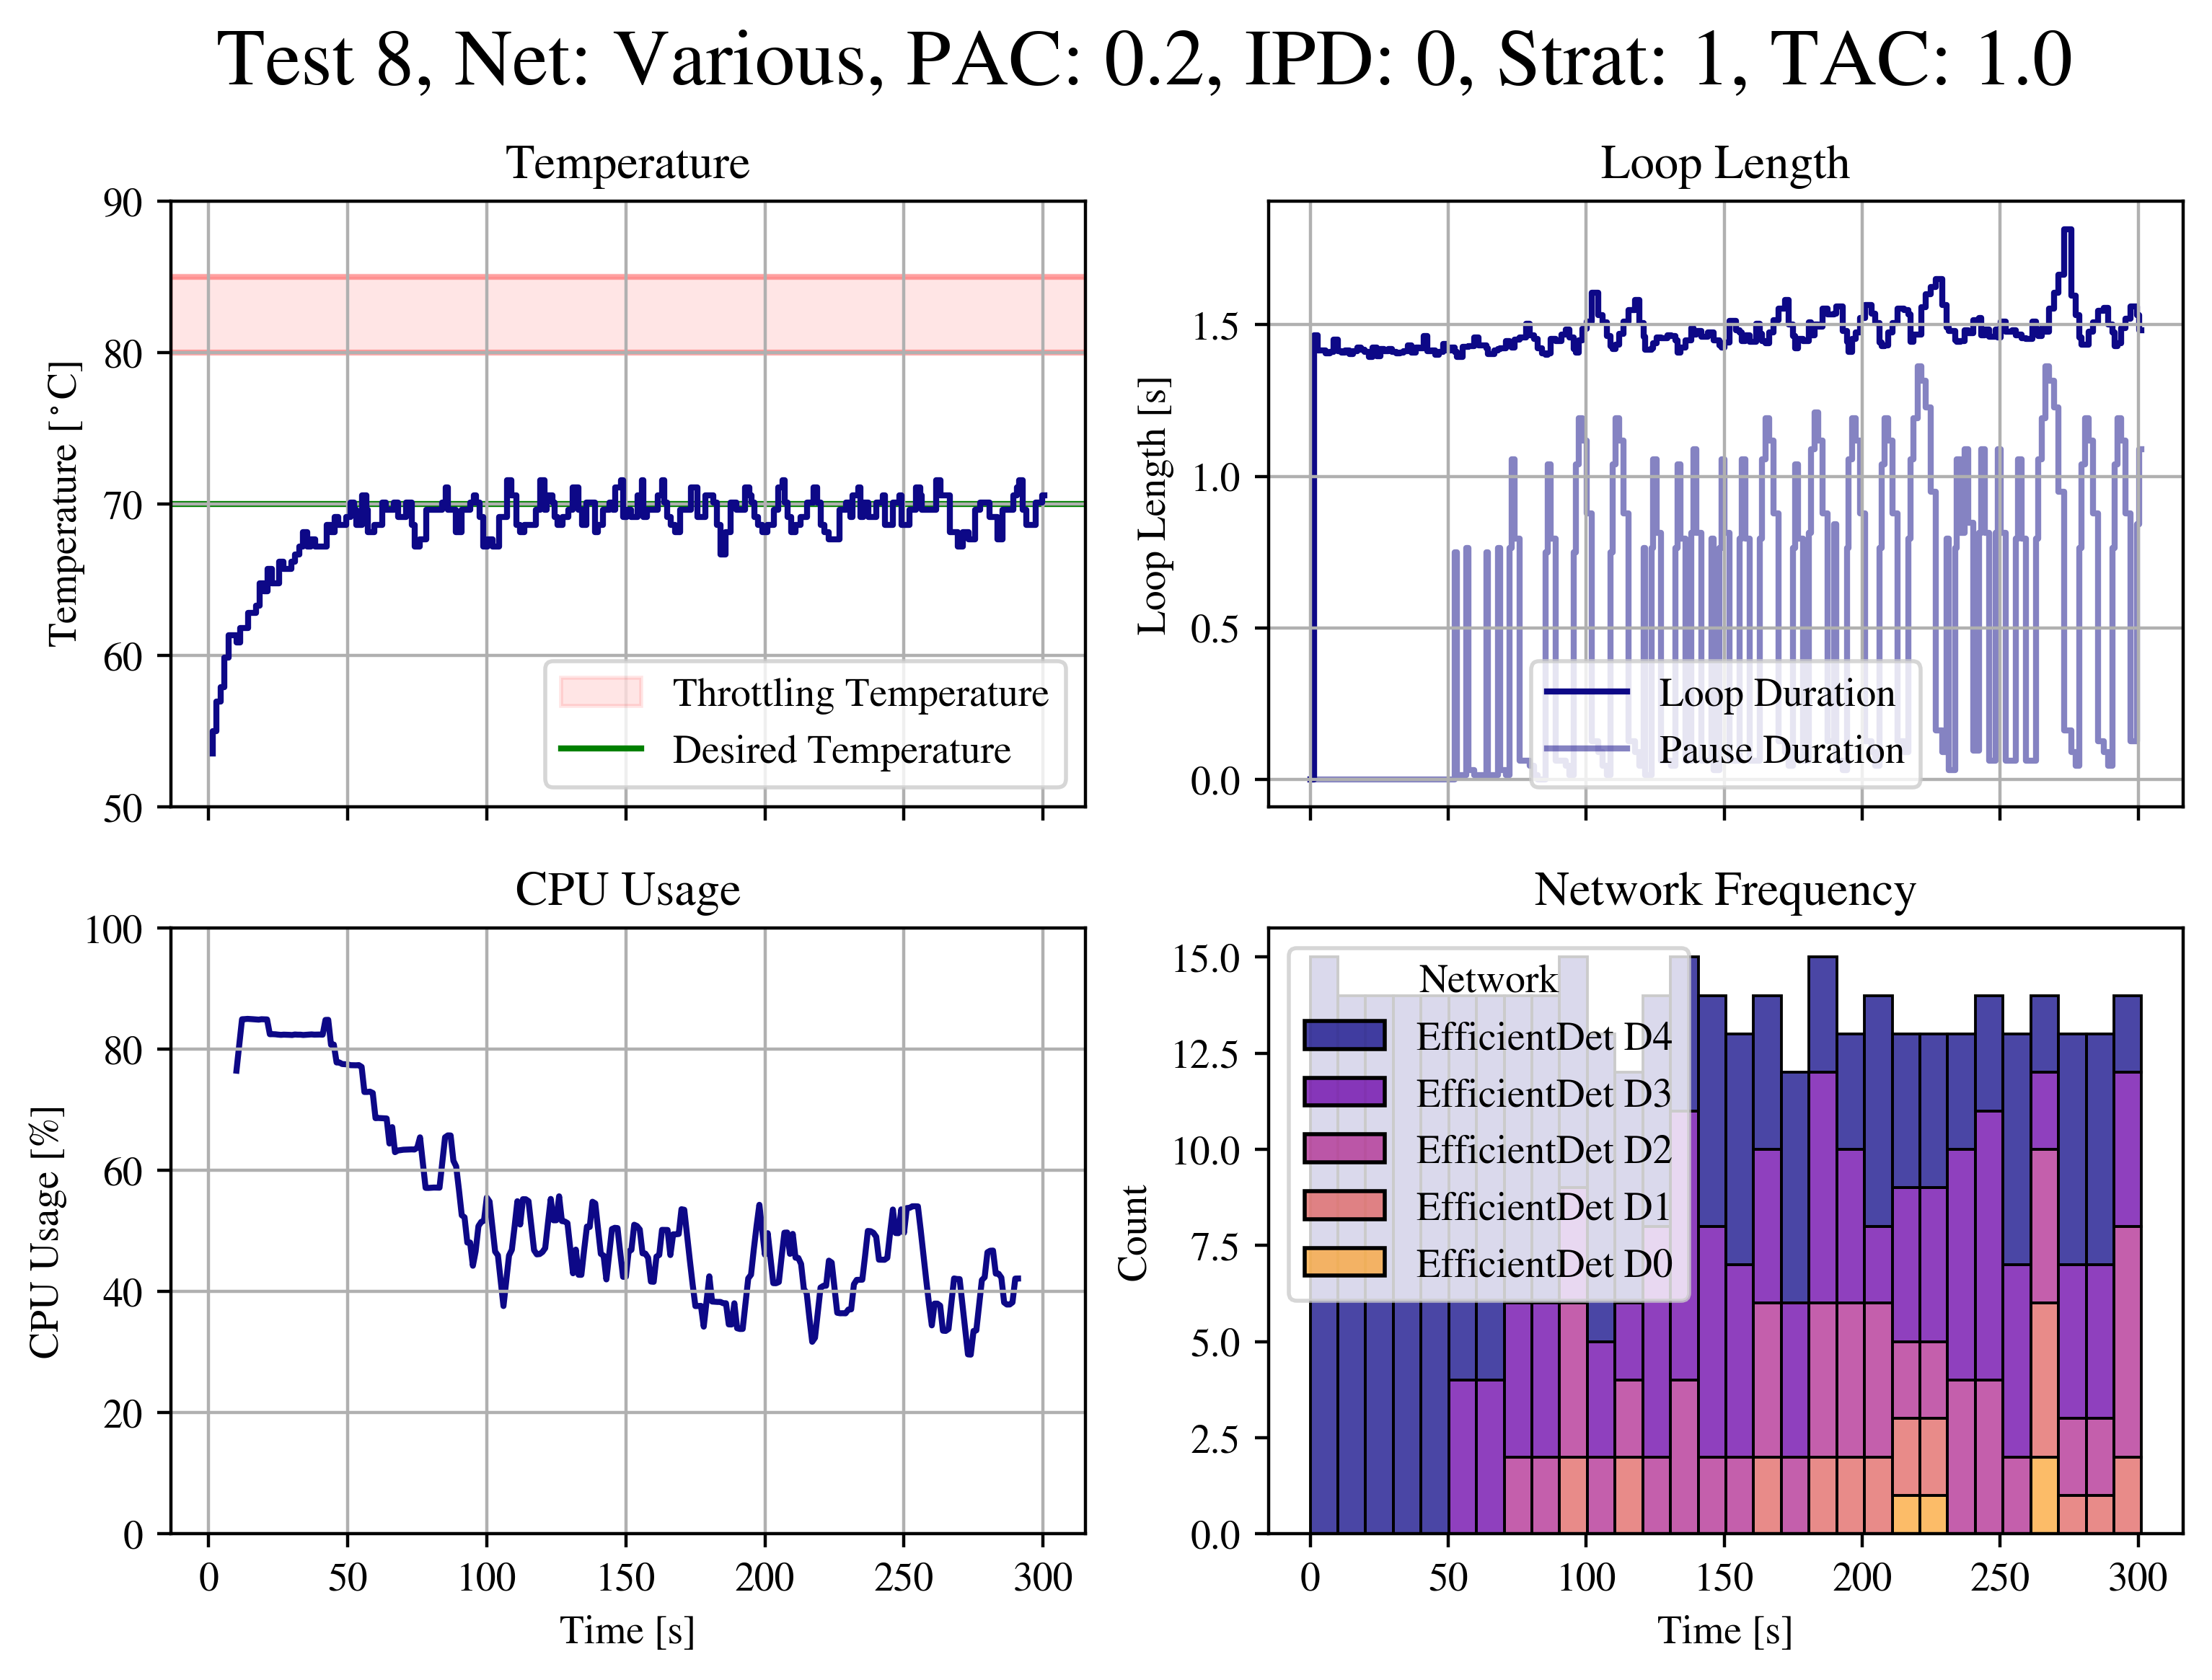 Test 8, Net: Various, PAC: 0.2, IPD: 0, Strat: 1, TAC: 1.0
Temperature
90
80
70
60
50
Temperature [°C]
Throttling Temperature
Desired Temperature
Loop Length
1.5
1.0
0.5
0.0
Loop Length [s]
Loop Duration
Pause Duration
CPU Usage
100
80
60
40
20
0
CPU Usage [%]
0 50 100 150 200 250 300
Time [s]
Network Frequency
15.0
12.5
10.0
7.5
5.0
2.5
0.0
Count
Network
EfficientDet D4
EfficientDet D3
EfficientDet D2
EfficientDet D1
EfficientDet D0
0 50 100 150 200 250 300
Time [s]